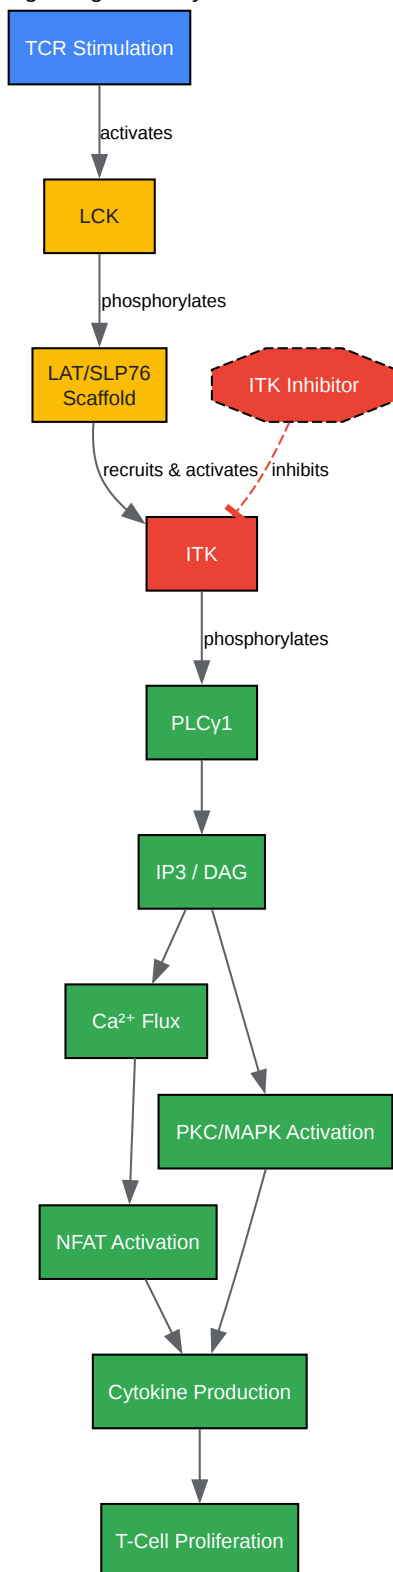 TCR Stimulation
activates
LCK
phosphorylates
LAT/SLP76
Scaffold
ITK Inhibitor
recruits & activates
inhibits
ITK
phosphorylates
PLCγ1
IP3 / DAG
Ca²⁺ Flux
PKC/MAPK Activation
NFAT Activation
Cytokine Production
T-Cell Proliferation